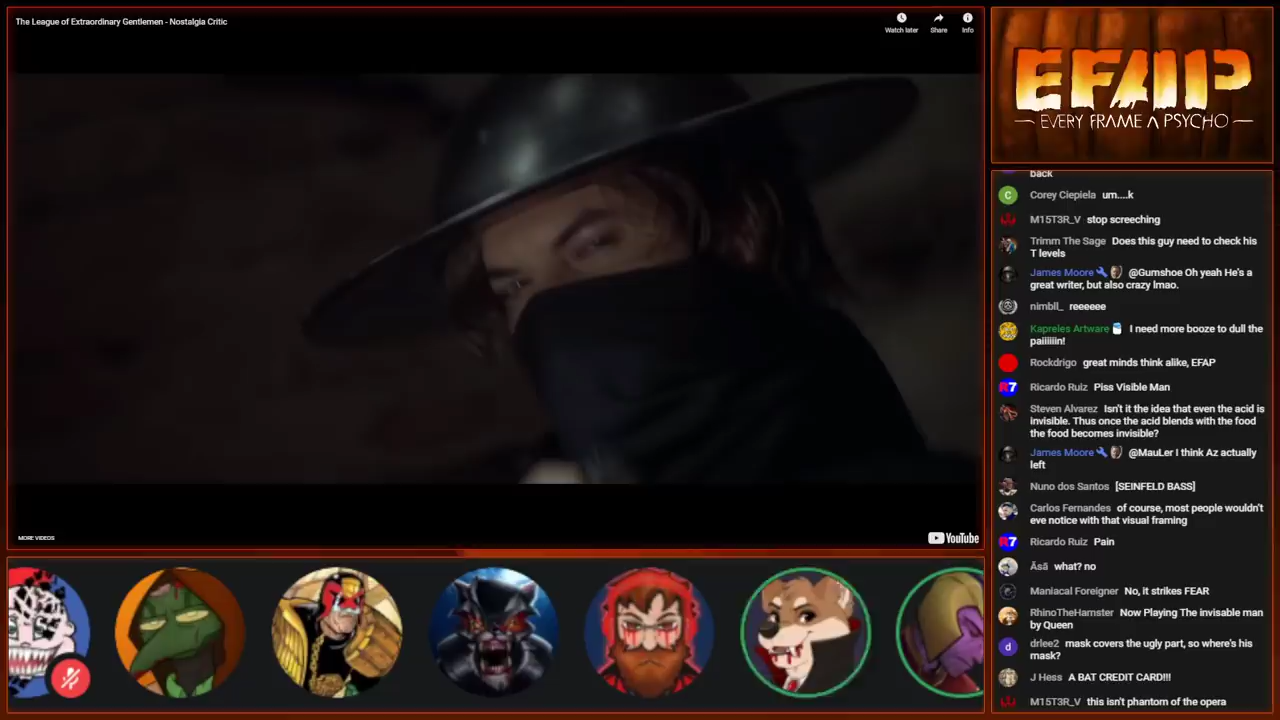 The League of Extraordinary Gentlemen - Nostalgia Critic
Watch later
Share
Info
MORE VIDEOS
YouTube
EFAP
EVERY FRAME A PSYCHO
back
C
Corey Ciepiela um....k
M15T3R_V stop screeching
Trimm The Sage Does this guy need to check his
T levels
James Moore @Gumshoe Oh yeah He's a
great writer, but also crazy lmao.
nimbll_ reeeeee
Kapreles Artware I need more booze to dull the
paiiiiiin!
Rockdrigo great minds think alike, EFAP
R7
Ricardo Ruiz Piss Visible Man
Steven Alvarez Isn't it the idea that even the acid is
invisible. Thus once the acid blends with the food
the food becomes invisible?
James Moore @MauLer I think Az actually
left
Nuno dos Santos [SEINFELD BASS]
Carlos Fernandes of course, most people wouldn't
eve notice with that visual framing
R7
Ricardo Ruiz Pain
Äsä what? no
Maniacal Foreigner No, it strikes FEAR
RhinoTheHamster Now Playing The invisable man
by Queen
d
drlee2 mask covers the ugly part, so where's his
mask?
J Hess A BAT CREDIT CARD!!!
M15T3R_V this isn't phantom of the opera